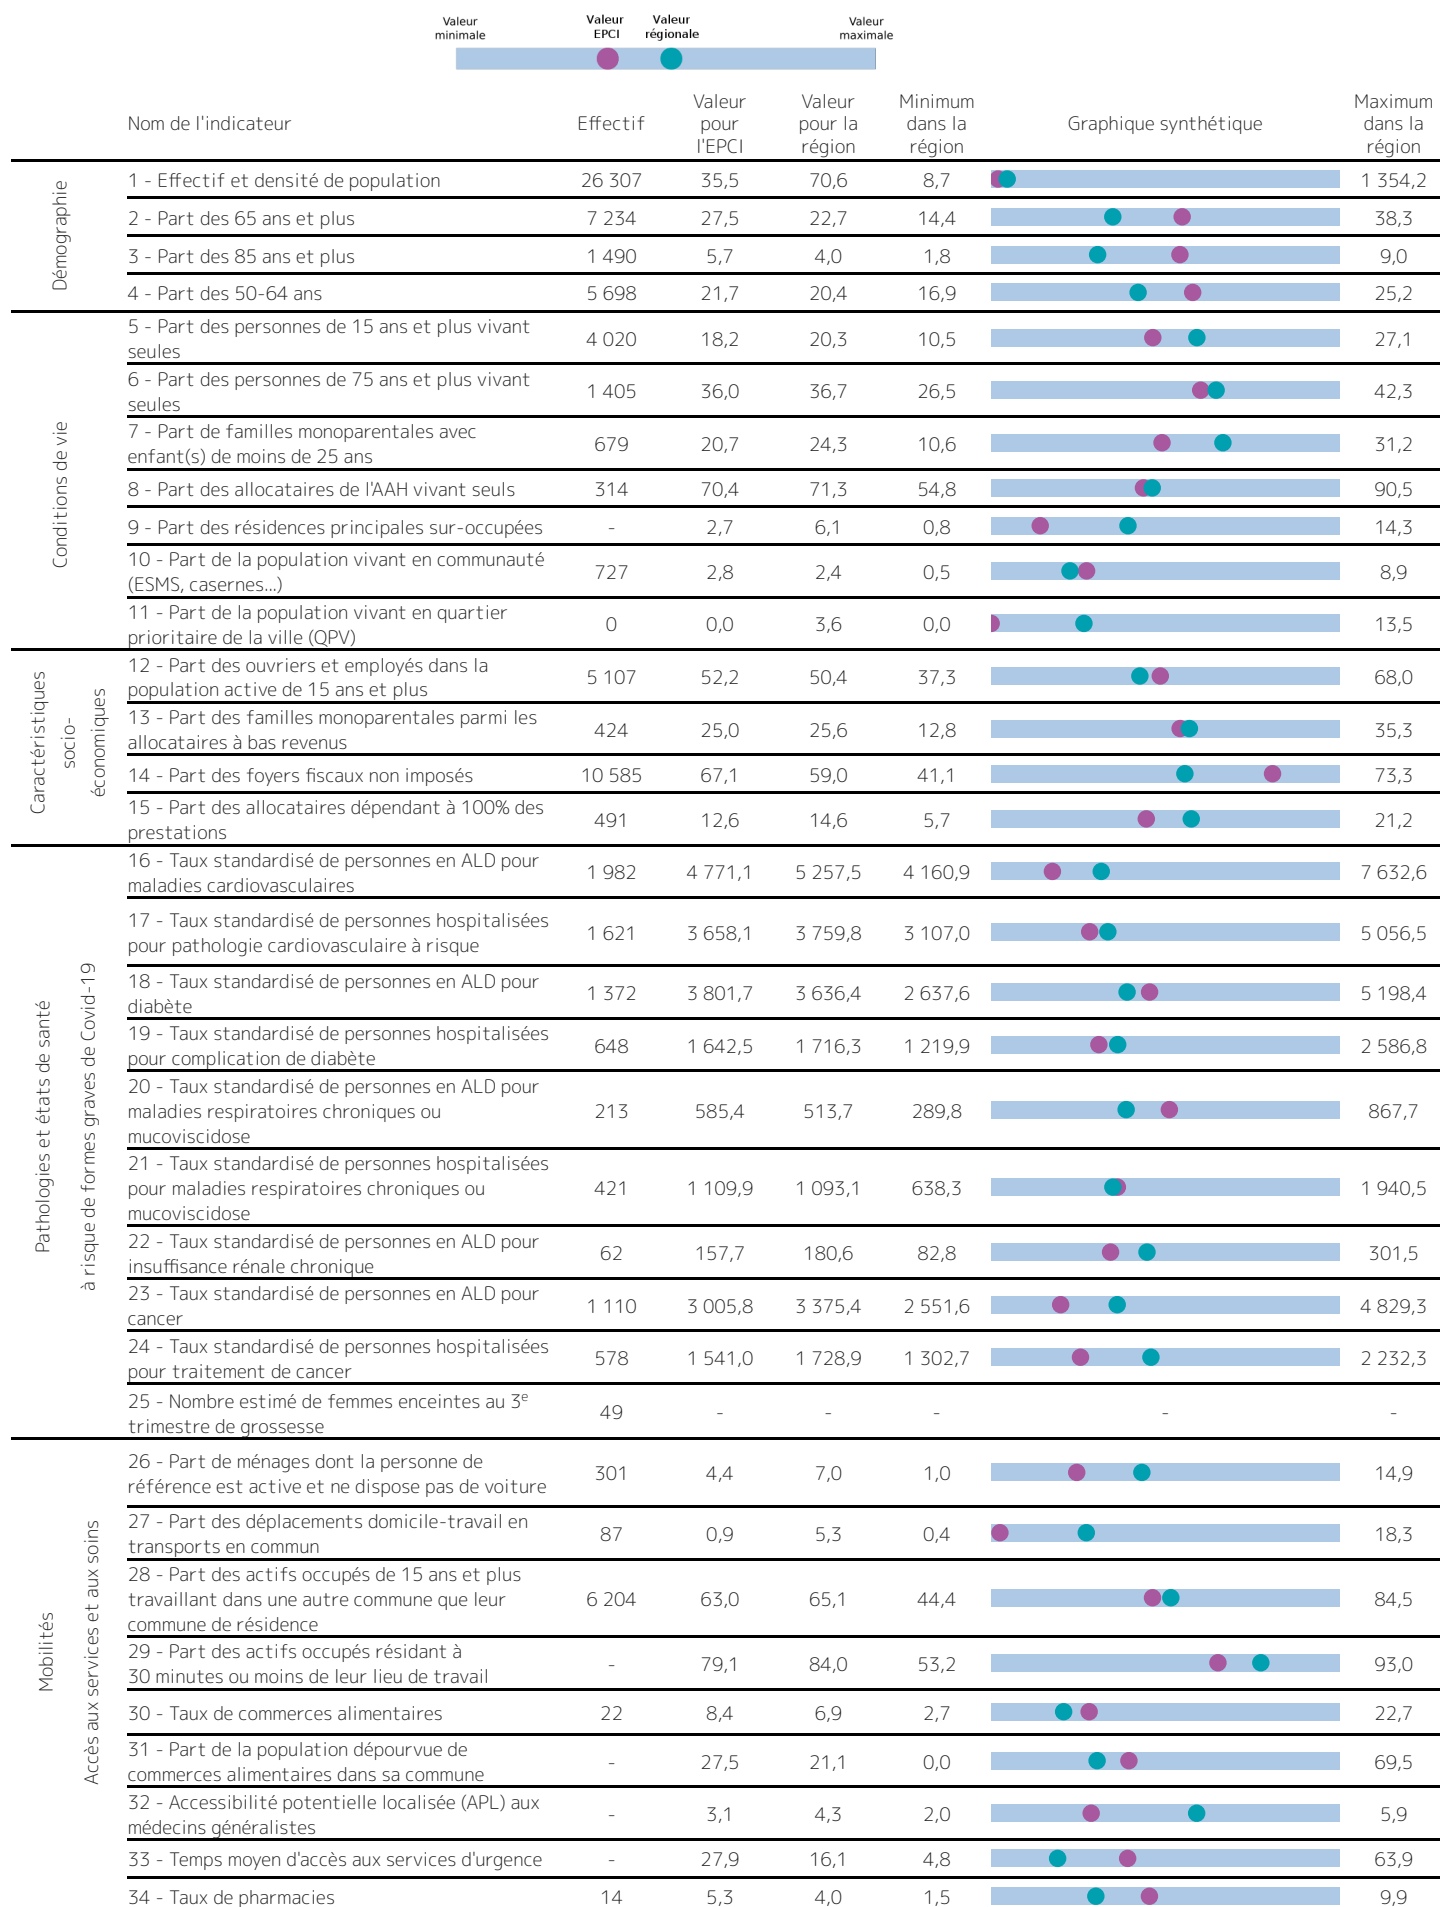 Valeur minimale
Valeur EPCI
Valeur régionale
Valeur maximale
Nom de l'indicateur
Effectif
Valeur pour l'EPCI
Valeur pour la région
Minimum dans la région
Graphique synthétique
Maximum dans la région
Démographie
1 - Effectif et densité de population 26 307 35,5 70,6 8,7 1 354,2
2 - Part des 65 ans et plus 7 234 27,5 22,7 14,4 38,3
3 - Part des 85 ans et plus 1 490 5,7 4,0 1,8 9,0
4 - Part des 50-64 ans 5 698 21,7 20,4 16,9 25,2
Conditions de vie
5 - Part des personnes de 15 ans et plus vivant
seules 4 020 18,2 20,3 10,5 27,1
6 - Part des personnes de 75 ans et plus vivant
seules 1 405 36,0 36,7 26,5 42,3
7 - Part de familles monoparentales avec
enfant(s) de moins de 25 ans 679 20,7 24,3 10,6 31,2
8 - Part des allocataires de l'AAH vivant seuls 314 70,4 71,3 54,8 90,5
9 - Part des résidences principales sur-occupées - 2,7 6,1 0,8 14,3
10 - Part de la population vivant en communauté
(ESMS, casernes...) 727 2,8 2,4 0,5 8,9
11 - Part de la population vivant en quartier
prioritaire de la ville (QPV) 0 0,0 3,6 0,0 13,5
Caractéristiques
socio-
économiques
12 - Part des ouvriers et employés dans la
population active de 15 ans et plus 5 107 52,2 50,4 37,3 68,0
13 - Part des familles monoparentales parmi les
allocataires à bas revenus 424 25,0 25,6 12,8 35,3
14 - Part des foyers fiscaux non imposés 10 585 67,1 59,0 41,1 73,3
15 - Part des allocataires dépendant à 100% des
prestations 491 12,6 14,6 5,7 21,2
Pathologies et états de santé
à risque de formes graves de Covid-19
16 - Taux standardisé de personnes en ALD pour
maladies cardiovasculaires 1 982 4 771,1 5 257,5 4 160,9 7 632,6
17 - Taux standardisé de personnes hospitalisées
pour pathologie cardiovasculaire à risque 1 621 3 658,1 3 759,8 3 107,0 5 056,5
18 - Taux standardisé de personnes en ALD pour
diabète 1 372 3 801,7 3 636,4 2 637,6 5 198,4
19 - Taux standardisé de personnes hospitalisées
pour complication de diabète 648 1 642,5 1 716,3 1 219,9 2 586,8
20 - Taux standardisé de personnes en ALD pour
maladies respiratoires chroniques ou 213 585,4 513,7 289,8 867,7
mucoviscidose
21 - Taux standardisé de personnes hospitalisées
pour maladies respiratoires chroniques ou 421 1 109,9 1 093,1 638,3 1 940,5
mucoviscidose
22 - Taux standardisé de personnes en ALD pour
insuffisance rénale chronique 62 157,7 180,6 82,8 301,5
23 - Taux standardisé de personnes en ALD pour
cancer 1 110 3 005,8 3 375,4 2 551,6 4 829,3
24 - Taux standardisé de personnes hospitalisées
pour traitement de cancer 578 1 541,0 1 728,9 1 302,7 2 232,3
25 - Nombre estimé de femmes enceintes au 3e
trimestre de grossesse 49 - - - - -
Mobilités
Accès aux services et aux soins
26 - Part de ménages dont la personne de
référence est active et ne dispose pas de voiture 301 4,4 7,0 1,0 14,9
27 - Part des déplacements domicile-travail en
transports en commun 87 0,9 5,3 0,4 18,3
28 - Part des actifs occupés de 15 ans et plus
travaillant dans une autre commune que leur 6 204 63,0 65,1 44,4 84,5
commune de résidence
29 - Part des actifs occupés résidant à
30 minutes ou moins de leur lieu de travail - 79,1 84,0 53,2 93,0
30 - Taux de commerces alimentaires 22 8,4 6,9 2,7 22,7
31 - Part de la population dépourvue de
commerces alimentaires dans sa commune - 27,5 21,1 0,0 69,5
32 - Accessibilité potentielle localisée (APL) aux
médecins généralistes - 3,1 4,3 2,0 5,9
33 - Temps moyen d'accès aux services d'urgence - 27,9 16,1 4,8 63,9
34 - Taux de pharmacies 14 5,3 4,0 1,5 9,9